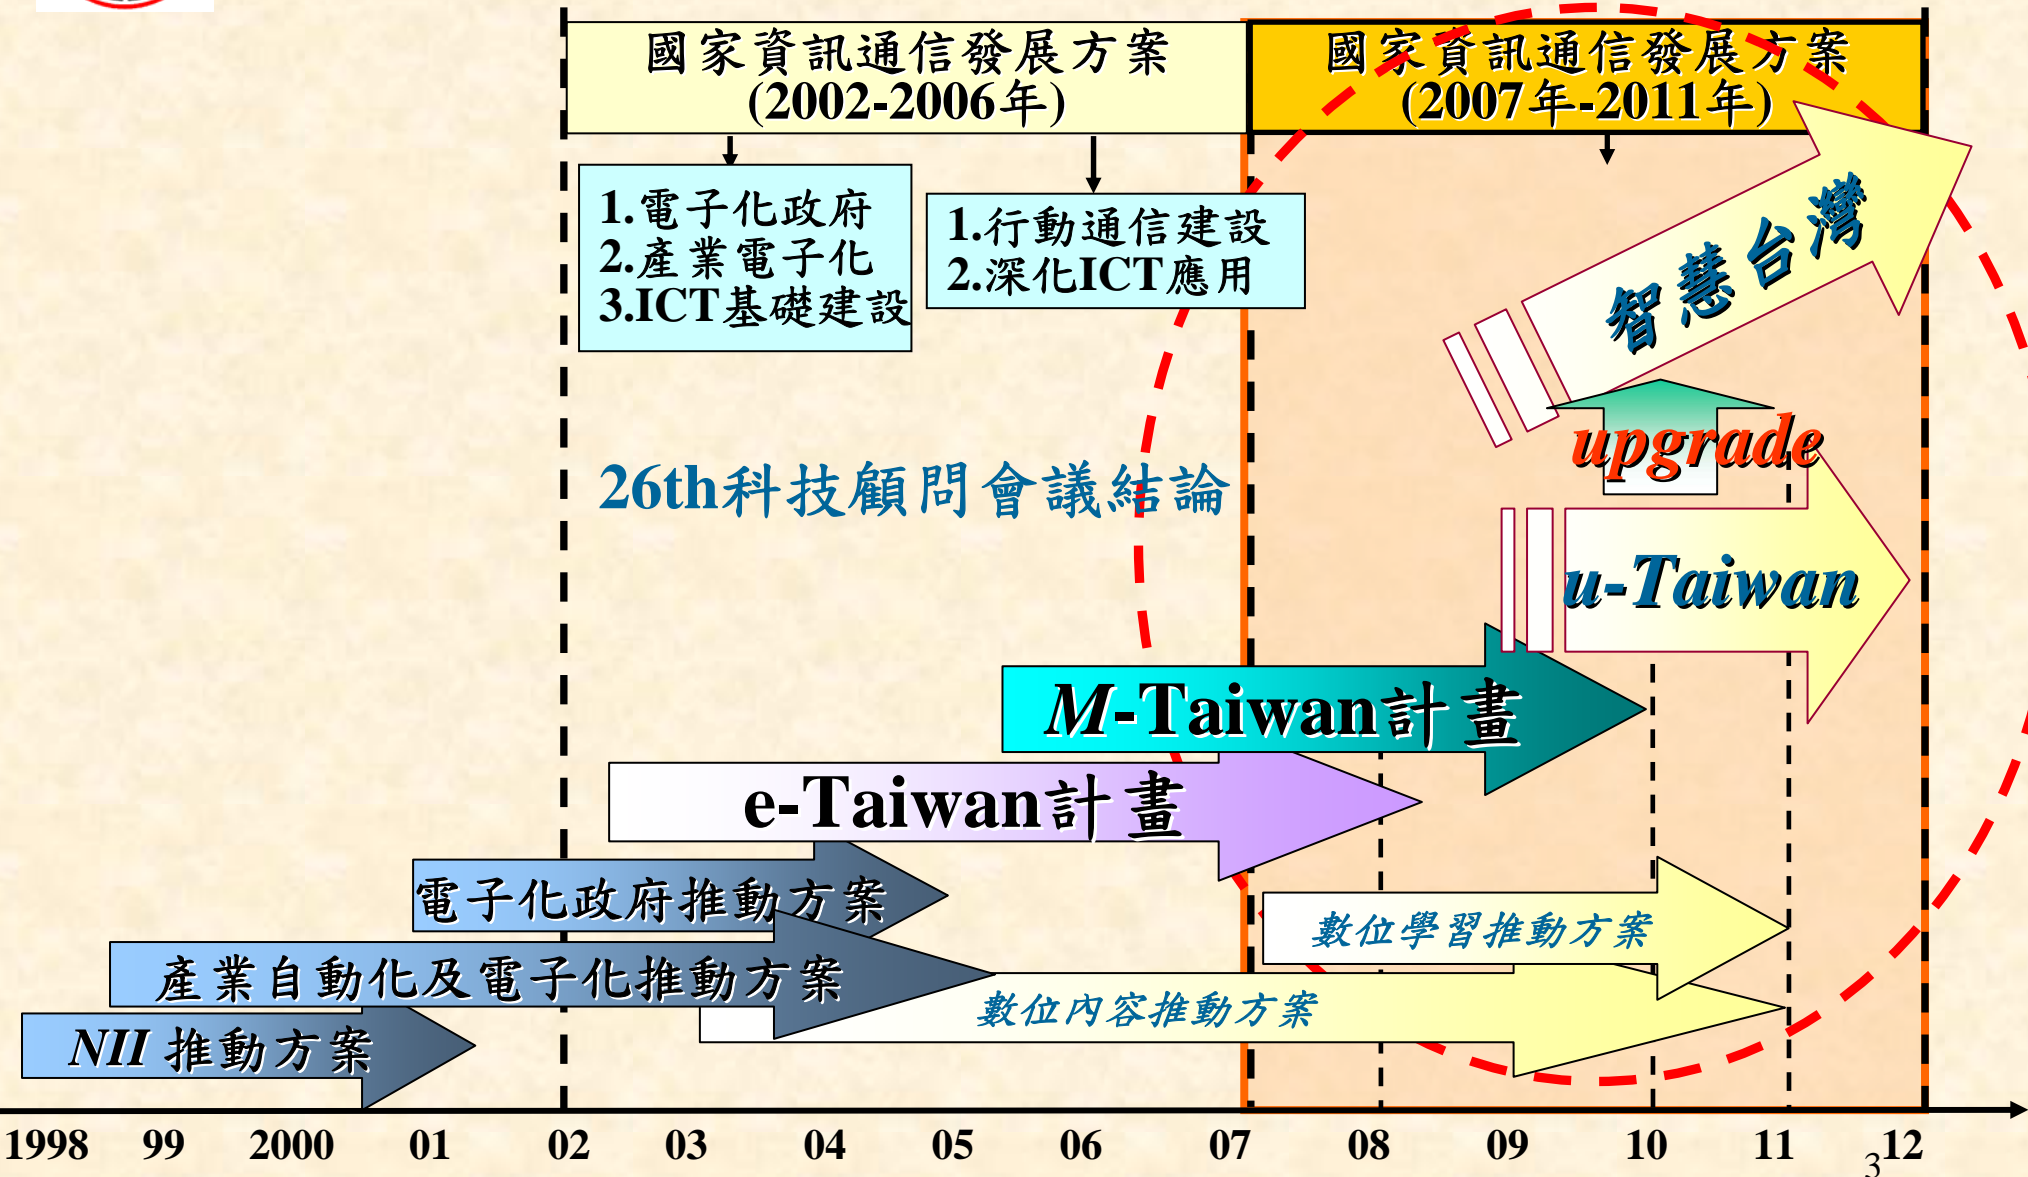 國家資訊通信發展方案
(2002-2006年)
國家資訊通信發展方案
(2007年-2011年)
1.電子化政府
2.產業電子化
3.ICT基礎建設
1.行動通信建設
2.深化ICT應用
智慧台灣
upgrade
26th科技顧問會議結論
u-Taiwan
M-Taiwan計畫
e-Taiwan計畫
電子化政府推動方案
數位學習推動方案
產業自動化及電子化推動方案
數位內容推動方案
NII 推動方案
1998 99 2000 01 02 03 04 05 06 07 08 09 10 11 12
3